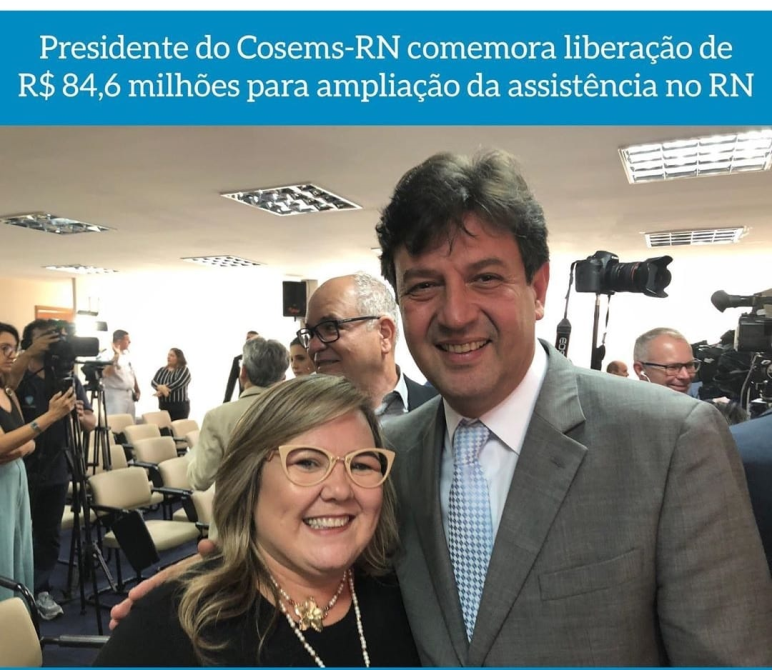 Presidente do Cosems-RN comemora liberação de
R$ 84,6 milhões para ampliação da assistência no RN